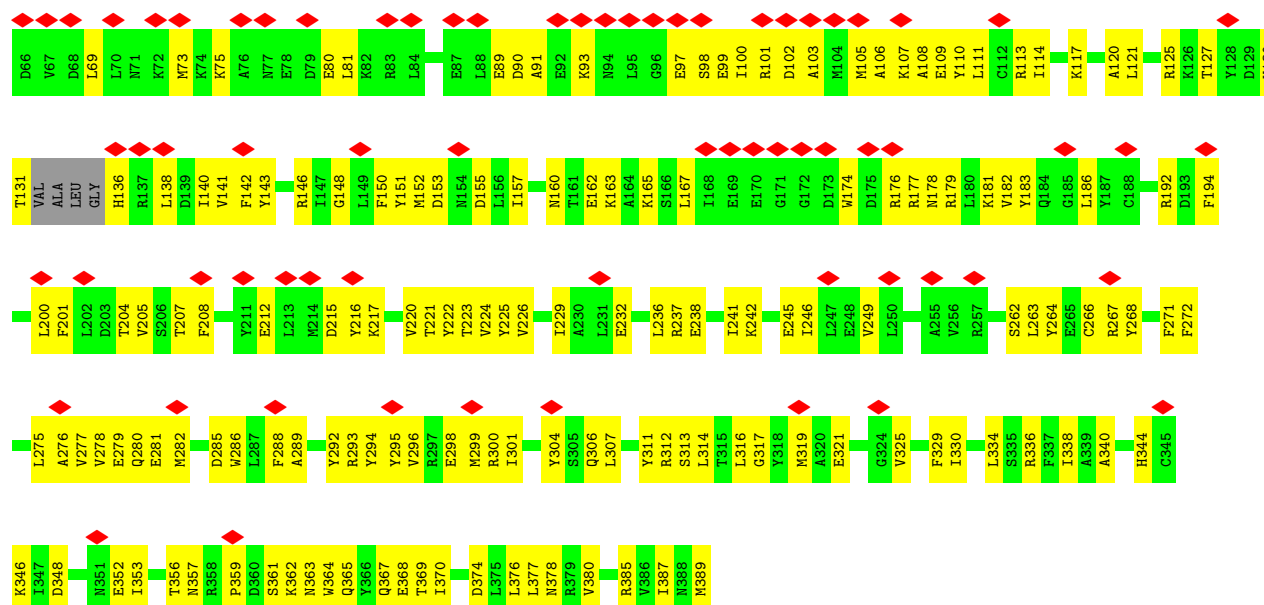 D66 V67 D68 L69 L70 N71 K72 M73 K74 K75 A76 N77 E78 D79 E80 L81 K82 R83 L84 E87 L88 E89 D90 A91 E92 K93 N94 L95 G96 E97 S98 E99 I100 R101 D102 A103 M104 M105 A106 K107 A108 E109 Y110 L111 C112 R113 I114 K117 A120 L121 R125 K126 T127 Y128 D129
T131 VAL ALA LEU GLY H136 R137 L138 D139 I140 V141 F142 Y143 R146 I147 G148 L149 F150 Y151 M152 D153 N154 D155 L156 I157 N160 T161 E162 K163 A164 K165 S166 L167 I168 E169 E170 G171 G172 D173 W174 D175 R176 R177 N178 R179 L180 K181 V182 Y183 Q184 G185 L186 Y187 C188 R192 D193 F194
L200 F201 L202 D203 T204 V205 S206 T207 F208 Y211 E212 L213 M214 D215 Y216 K217 V220 T221 Y222 T223 V224 Y225 V226 I229 A230 L231 E232 L236 R237 E238 I241 K242 E245 I246 L247 E248 V249 L250 A255 V256 R257 S262 L263 Y264 E265 C266 R267 Y268 F271 F272
L275 A276 V277 V278 E279 Q280 E281 M282 D285 W286 L287 F288 A289 Y292 R293 Y294 Y295 V296 R297 E298 M299 R300 I301 Y304 S305 Q306 L307 Y311 R312 S313 L314 T315 L316 G317 Y318 M319 A320 E321 G324 V325 F329 I330 L334 S335 R336 F337 I338 A339 A340 H344 C345
K346 I347 D348 N351 E352 I353 T356 N357 R358 P359 D360 S361 K362 N363 W364 Q365 Y366 Q367 E368 T369 I370 D374 L375 L376 L377 N378 R379 V380 R385 V386 I387 N388 M389